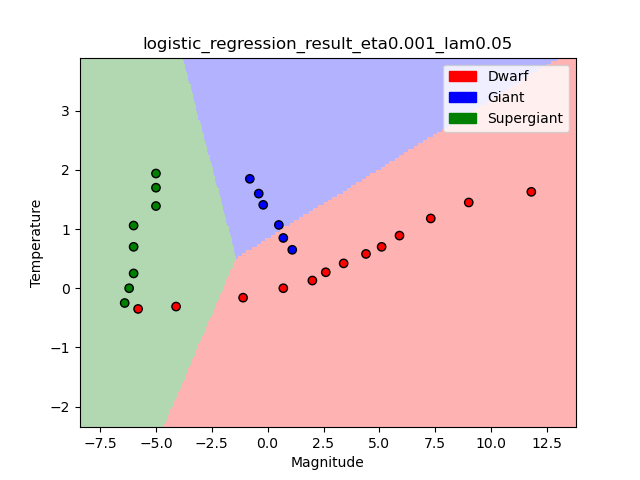 logistic_regression_result_eta0.001_lam0.05
Dwarf
Giant
Supergiant
3
2
1
0
−1
−2
Temperature
−7.5 −5.0 −2.5 0.0 2.5 5.0 7.5 10.0 12.5
Magnitude